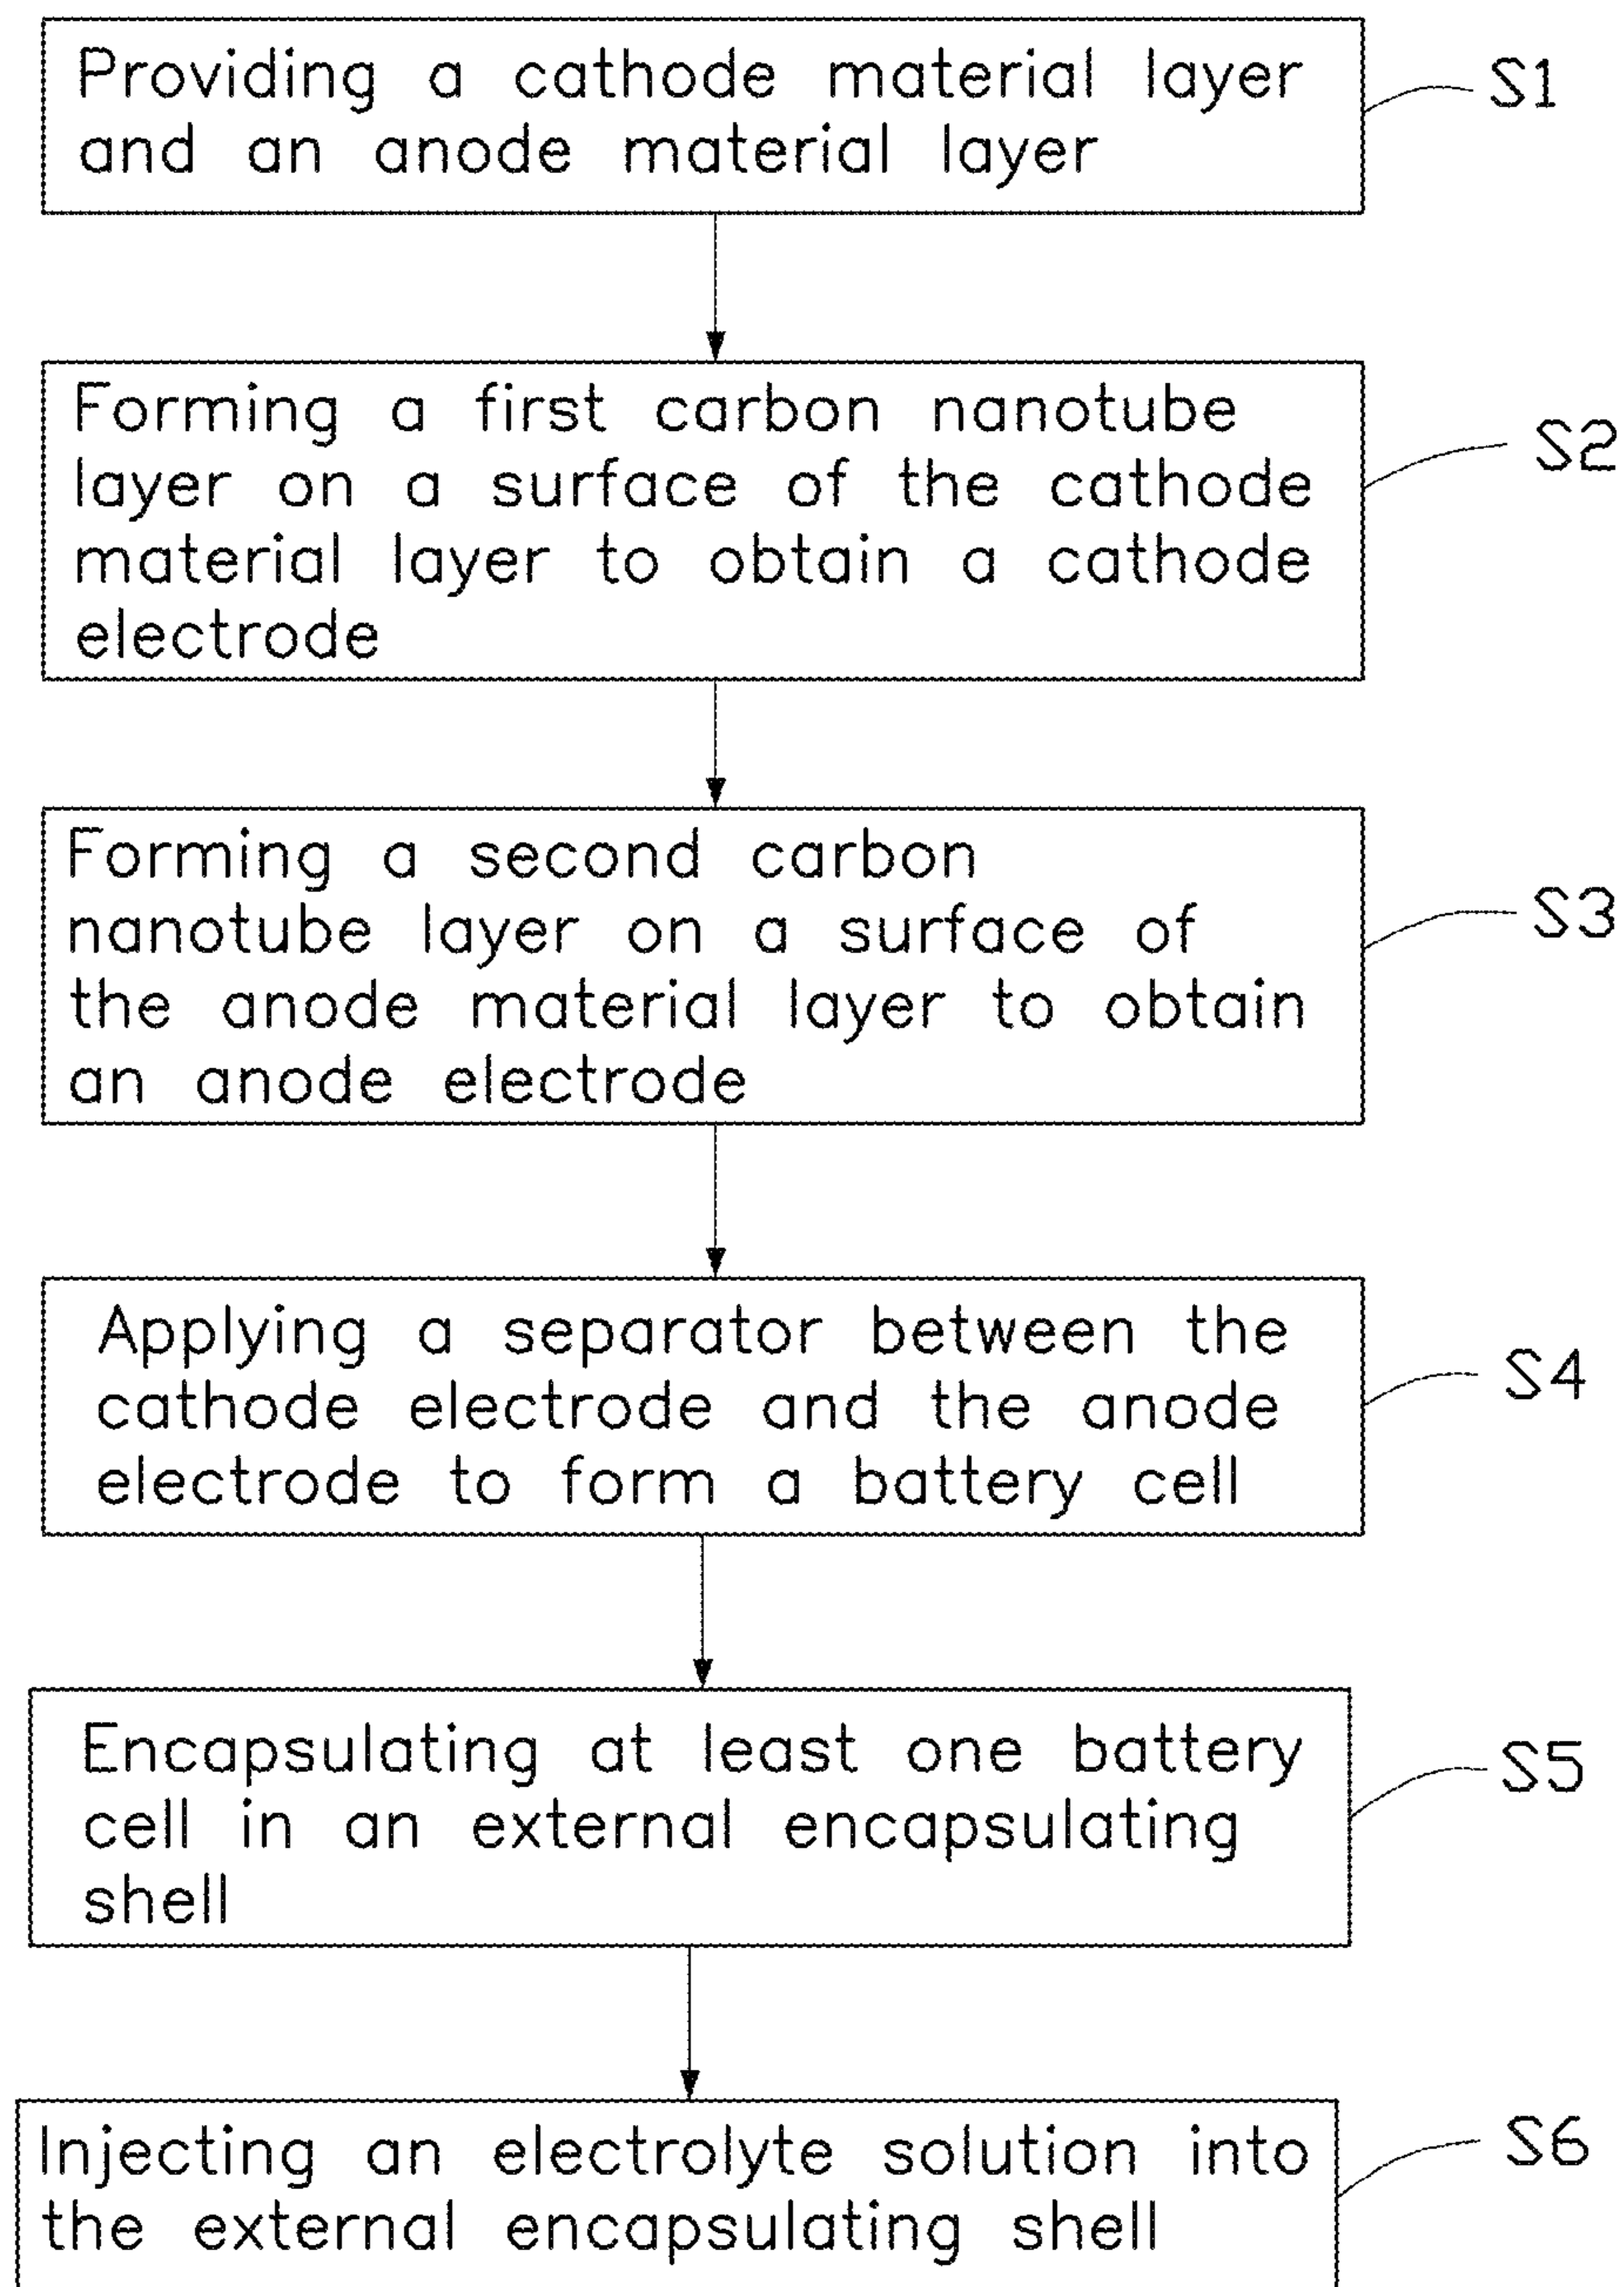 Providing a cathode material layer
and an anode material layer
S1
Forming a first carbon nanotube
layer on a surface of the cathode
material layer to obtain a cathode
electrode
S2
Forming a second carbon
nanotube layer on a surface of
the anode material layer to obtain
an anode electrode
S3
Applying a separator between the
cathode electrode and the anode
electrode to form a battery cell
S4
Encapsulating at least one battery
cell in an external encapsulating
shell
S5
Injecting an electrolyte solution into
the external encapsulating shell
S6